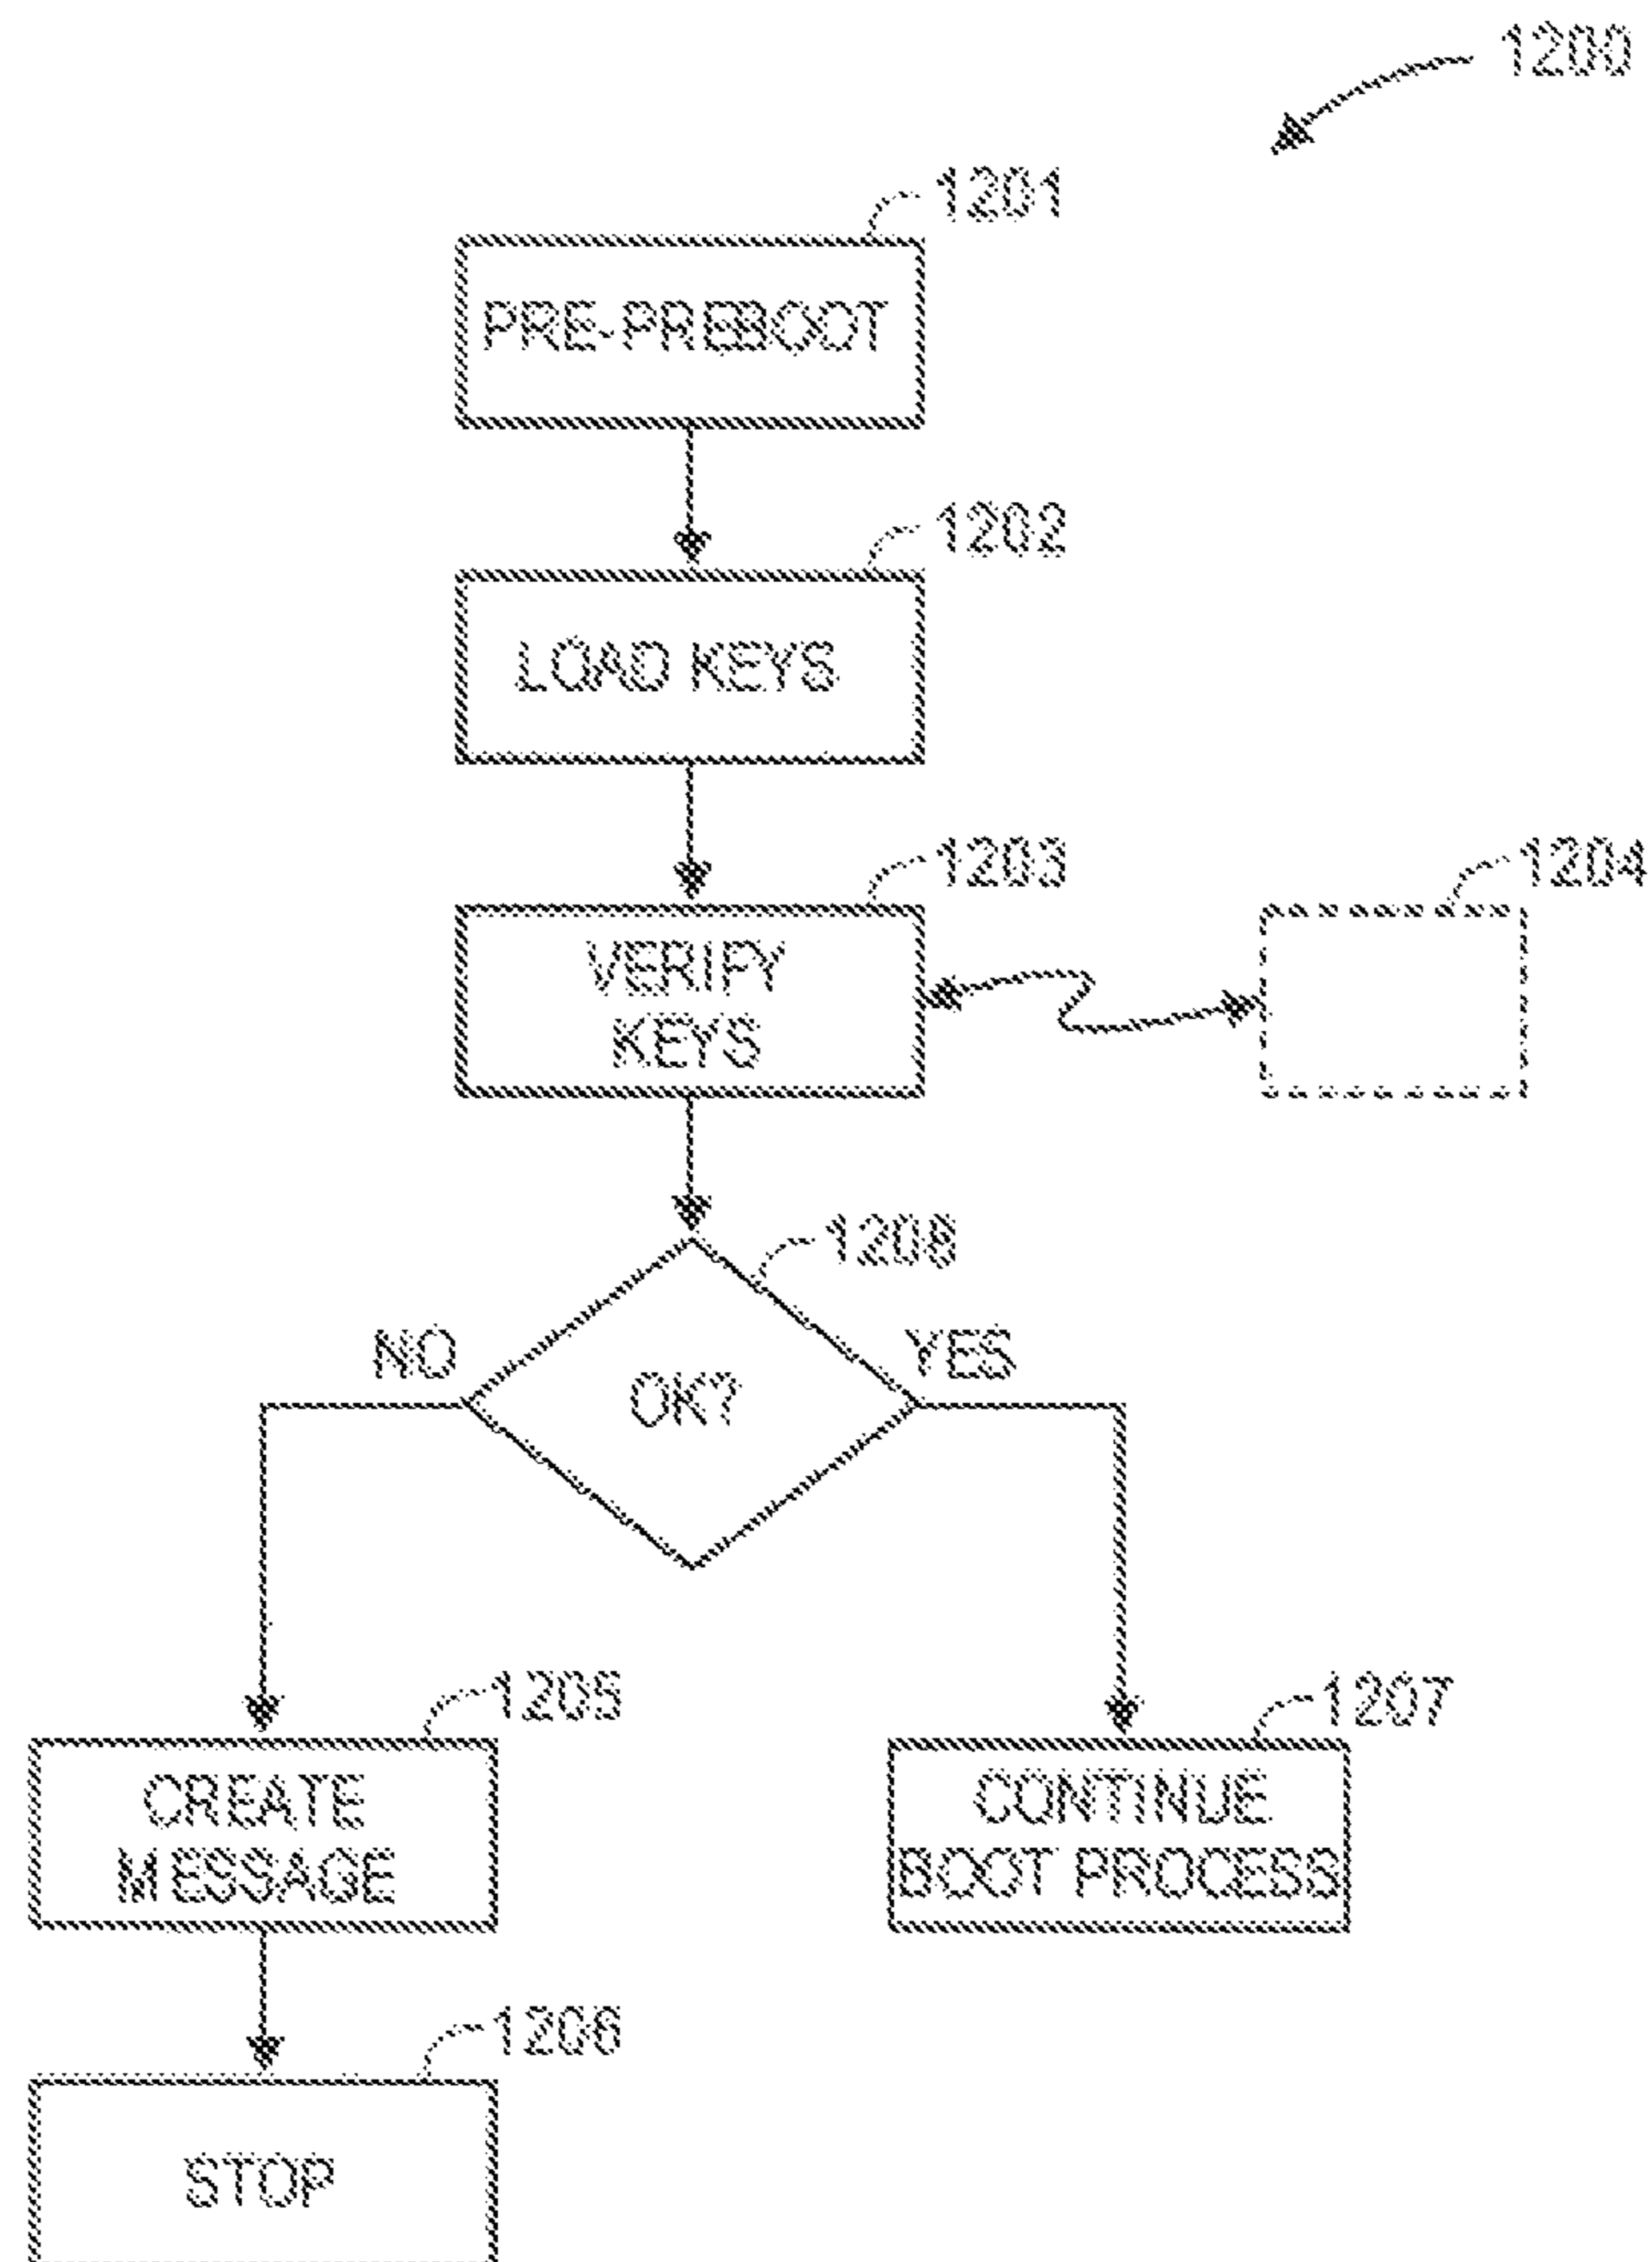 1200
1201
PRE-PREBOOT
1202
LOAD KEYS
1203
1204
VERIFY
KEYS
1208
NO
YES
OK?
1205
1207
CREATE
MESSAGE
CONTINUE
BOOT PROCESS
1206
STOP